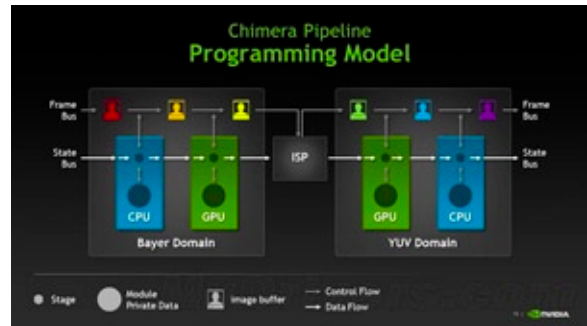 Chimera Pipeline
Programming Model
Frame
Bus
State
Bus
CPU
GPU
Bayer Domain
ISP
GPU
CPU
YUV Domain
Frame
Bus
State
Bus
Stage
Module
Private Data
image buffer
Control Flow
Data Flow
NVIDIA.